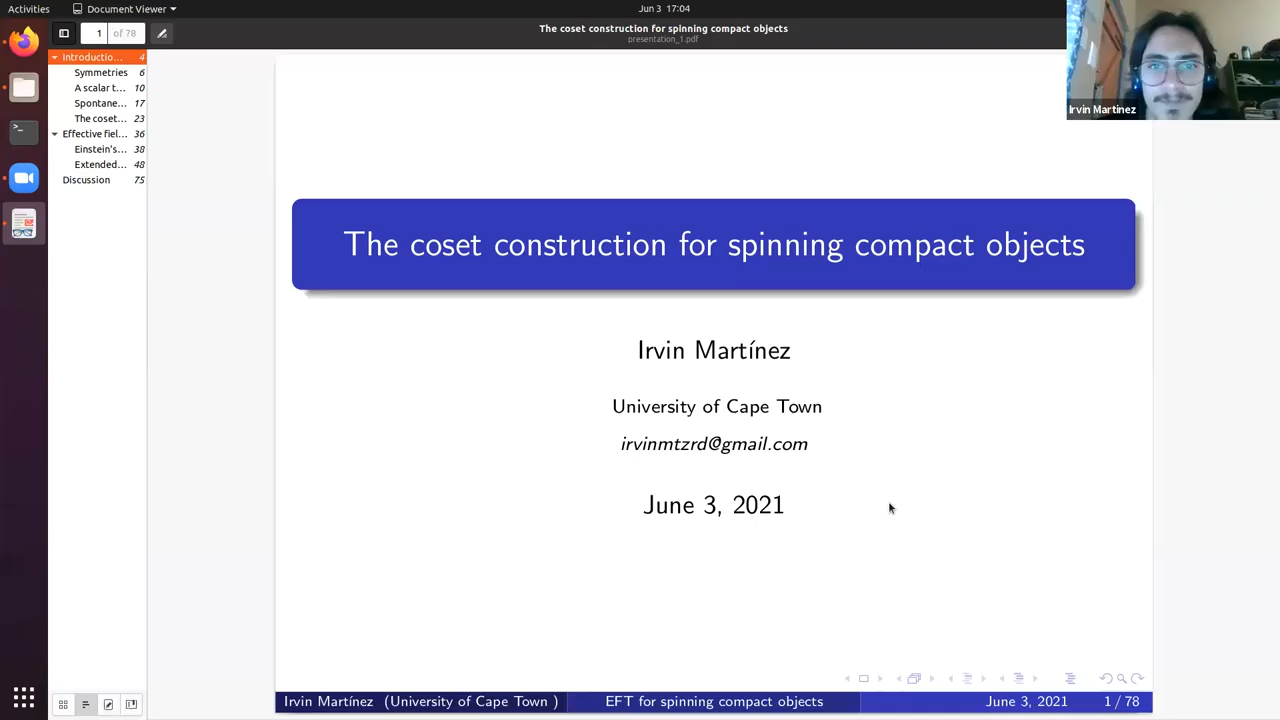 Activities
Document Viewer
Jun 3 17:04
1 of 78
The coset construction for spinning compact objects
presentation_1.pdf
Irvin Martinez
Introductio... 4
Symmetries 6
A scalar t... 10
Spontane... 17
The coset... 23
Effective fiel... 36
Einstein's... 38
Extended... 48
Discussion 75
The coset construction for spinning compact objects
Irvin Martínez
University of Cape Town
irvinmtzrd@gmail.com
June 3, 2021
Irvin Martínez (University of Cape Town )
EFT for spinning compact objects
June 3, 2021
1 / 78